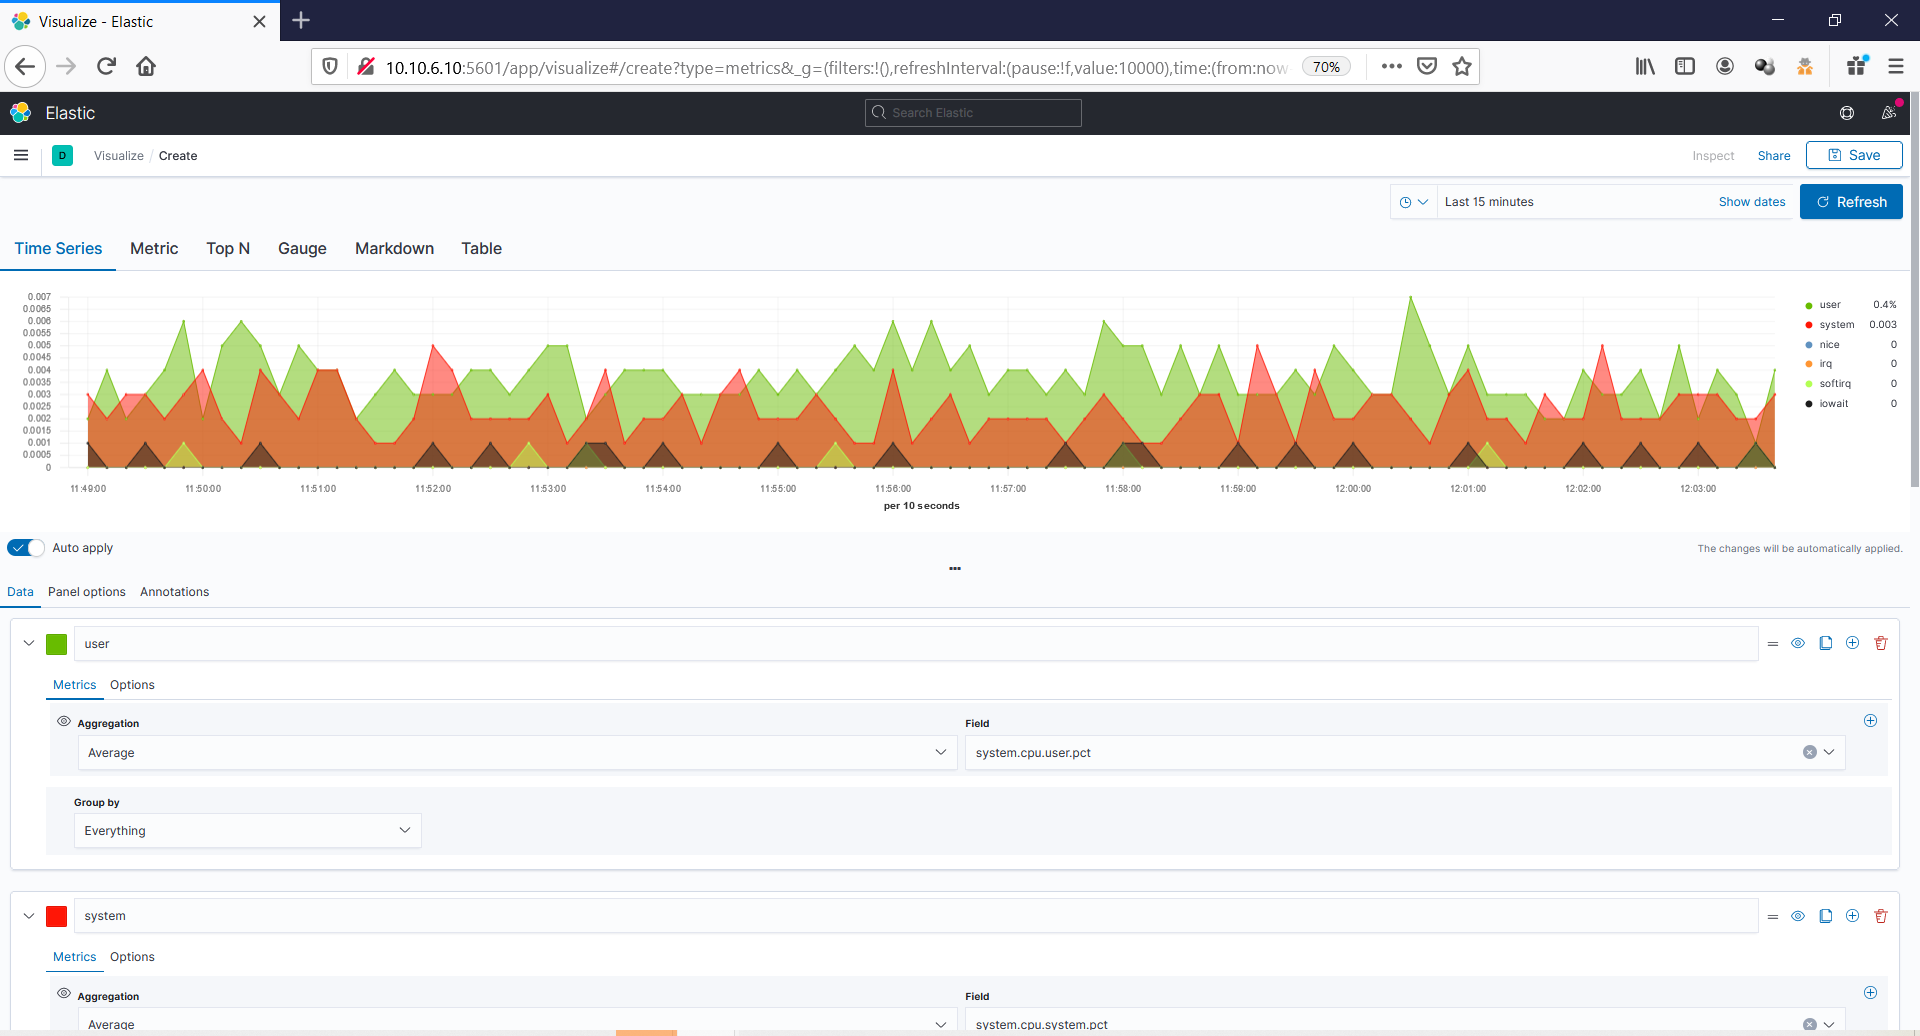 Visualize - Elastic
10.10.6.10:5601/app/visualize#/create?type=metrics&_g=(filters:!(),refreshInterval:(pause:!f,value:10000),time:(from:now-
70%
Elastic
Search Elastic
D
Visualize / Create
Inspect
Share
Save
Last 15 minutes
Show dates
Refresh
Time Series
Metric
Top N
Gauge
Markdown
Table
0.007
0.0065
0.006
0.0055
0.005
0.0045
0.004
0.0035
0.003
0.0025
0.002
0.0015
0.001
0.0005
0
11:49:00
11:50:00
11:51:00
11:52:00
11:53:00
11:54:00
11:55:00
11:56:00
11:57:00
11:58:00
11:59:00
12:00:00
12:01:00
12:02:00
12:03:00
per 10 seconds
user 0.4%
system 0.003
nice 0
irq 0
softirq 0
iowait 0
Auto apply
The changes will be automatically applied.
Data
Panel options
Annotations
user
Metrics
Options
Aggregation
Field
Average
system.cpu.user.pct
Group by
Everything
system
Metrics
Options
Aggregation
Field
Average
system.cpu.system.pct